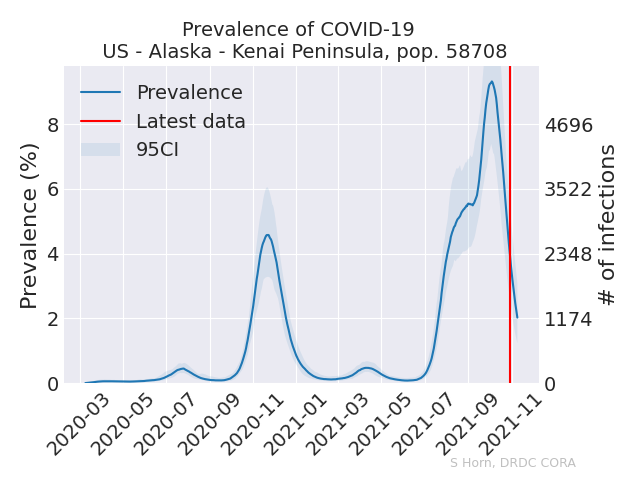 Prevalence of COVID-19
US - Alaska - Kenai Peninsula, pop. 58708
Prevalence
Latest data
95CI
Prevalence (%)
8
6
4
2
0
4696
3522
2348
1174
0
# of infections
2020-03
2020-05
2020-07
2020-09
2020-11
2021-01
2021-03
2021-05
2021-07
2021-09
2021-11
S Horn, DRDC CORA